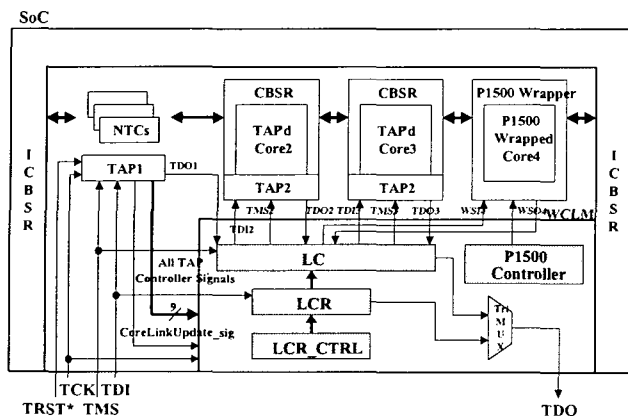 SoC
CBSR
CBSR
P1500 Wrapper
NTCs
TAPd
Core2
TAPd
Core3
P1500
Wrapped
Core4
I
C
B
S
R
I
C
B
S
R
TAP1
TDO1
TAP2
TAP2
TDI2
TMS2
TDO2
TDI3
TMS3
TDO3
WSI4
WSO4
WCLM
All TAP
Controller Signals
LC
P1500
Controller
9
CoreLinkUpdate_sig
LCR
LCR_CTRL
M
U
X
TCK TDI
TRST* TMS
TDO